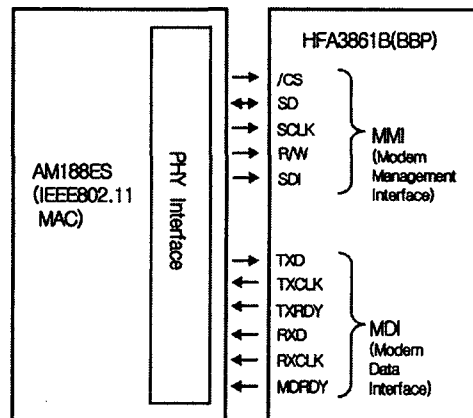 HFA3861B(BBP)
AM188ES
(IEEE802.11
MAC)
PHY Interface
/CS
SD
SCLK
R/W
SDI
MMI
(Modem
Management
Interface)
TXD
TXCLK
TXRDY
RXD
RXCLK
MDRDY
MDI
(Modem
Data
Interface)